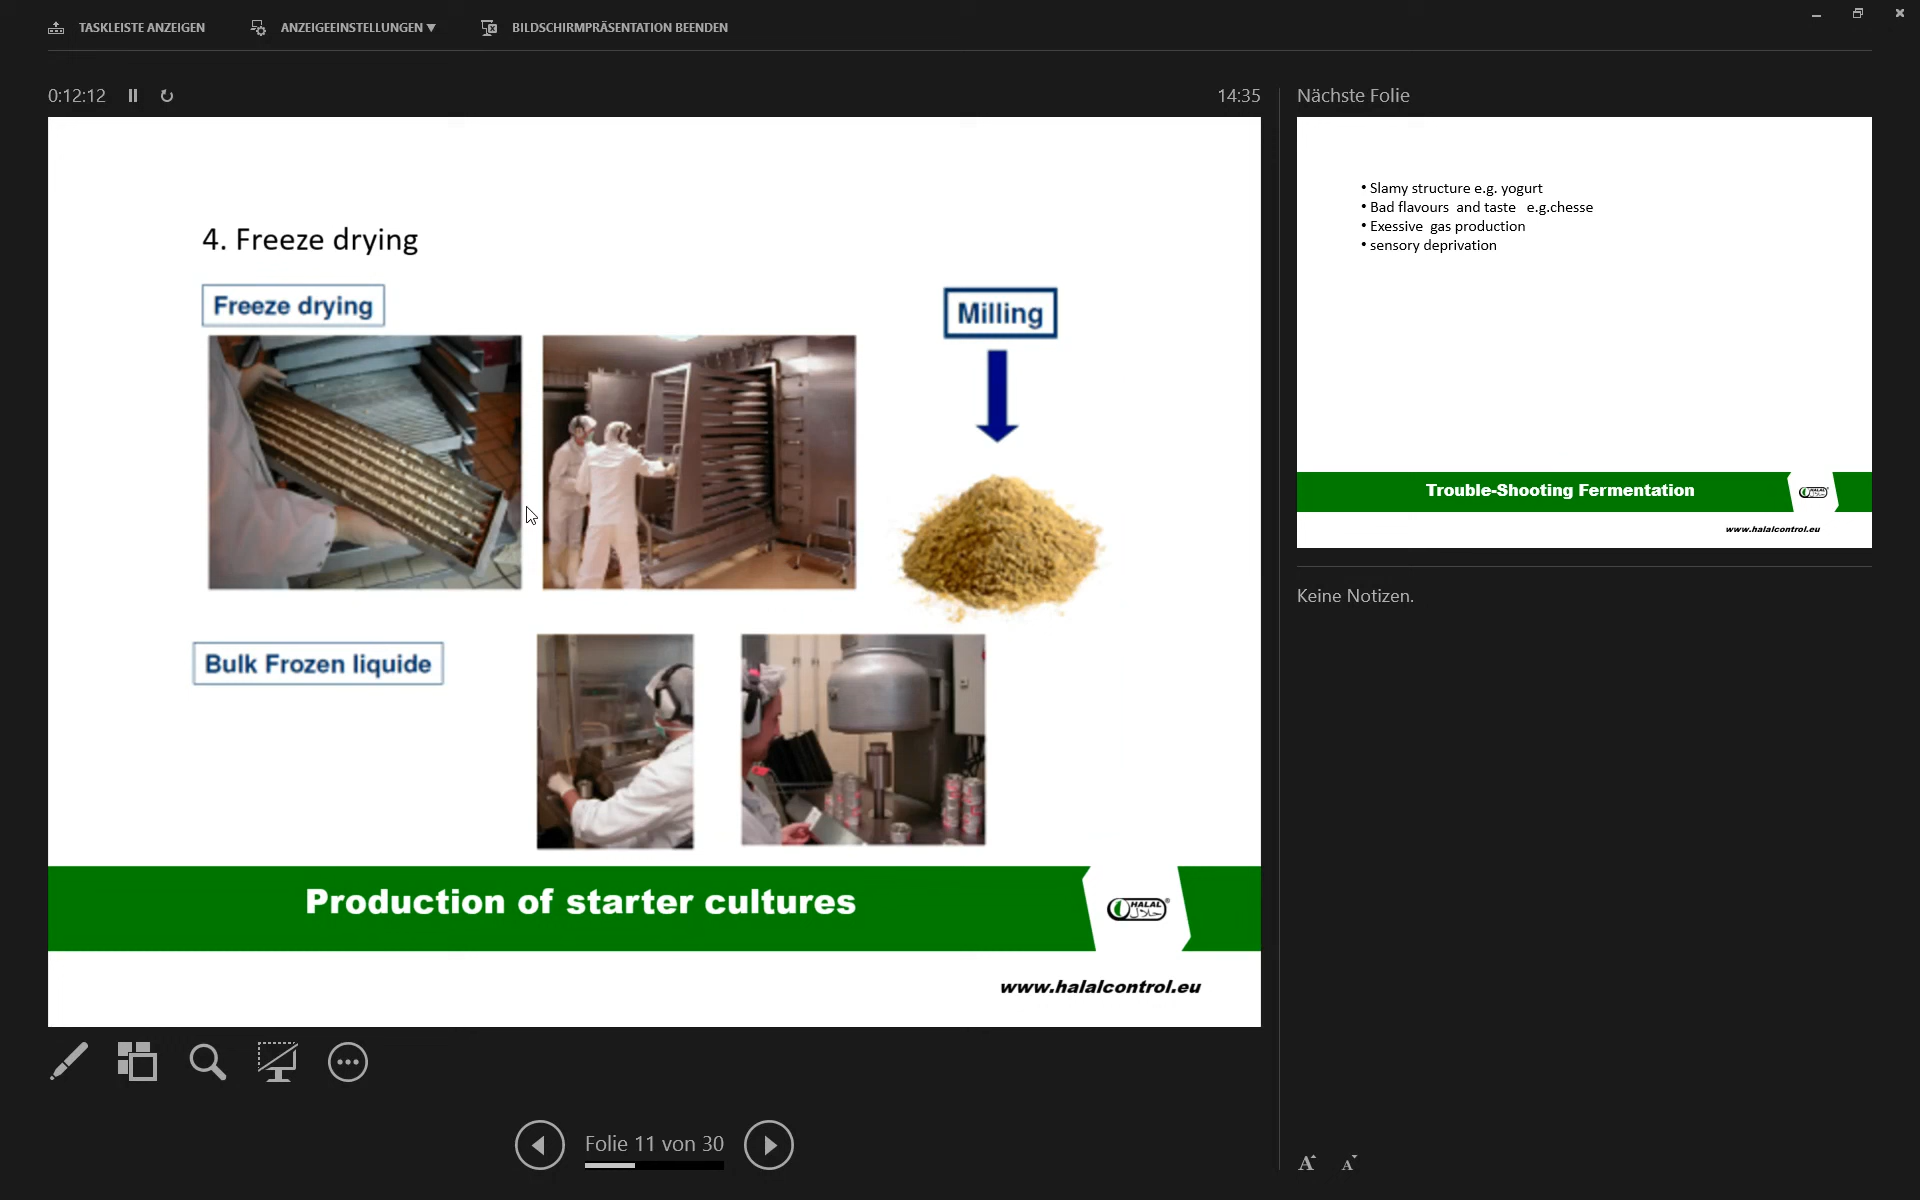 TASKLEISTE ANZEIGEN
ANZEIGEEINSTELLUNGEN ▼
BILDSCHIRMPRÄSENTATION BEENDEN
0:12:12
14:35
4. Freeze drying
Freeze drying
Milling
Bulk Frozen liquide
Production of starter cultures
HALAL
حلال
www.halalcontrol.eu
Folie 11 von 30
Nächste Folie
• Slamy structure e.g. yogurt
• Bad flavours and taste e.g.chesse
• Exessive gas production
• sensory deprivation
Trouble-Shooting Fermentation
HALAL
www.halalcontrol.eu
Keine Notizen.
A
A